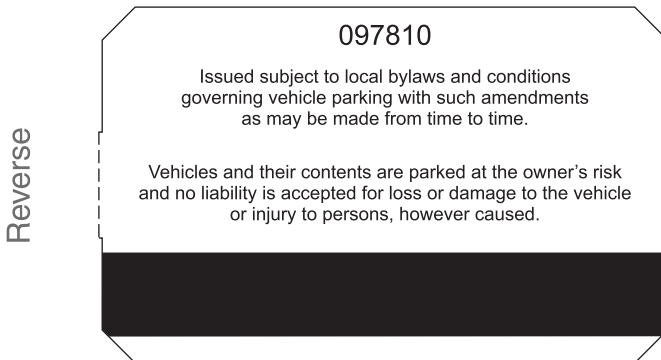 Reverse
097810
Issued subject to local bylaws and conditions
governing vehicle parking with such amendments
as may be made from time to time.
Vehicles and their contents are parked at the owner's risk
and no liability is accepted for loss or damage to the vehicle
or injury to persons, however caused.